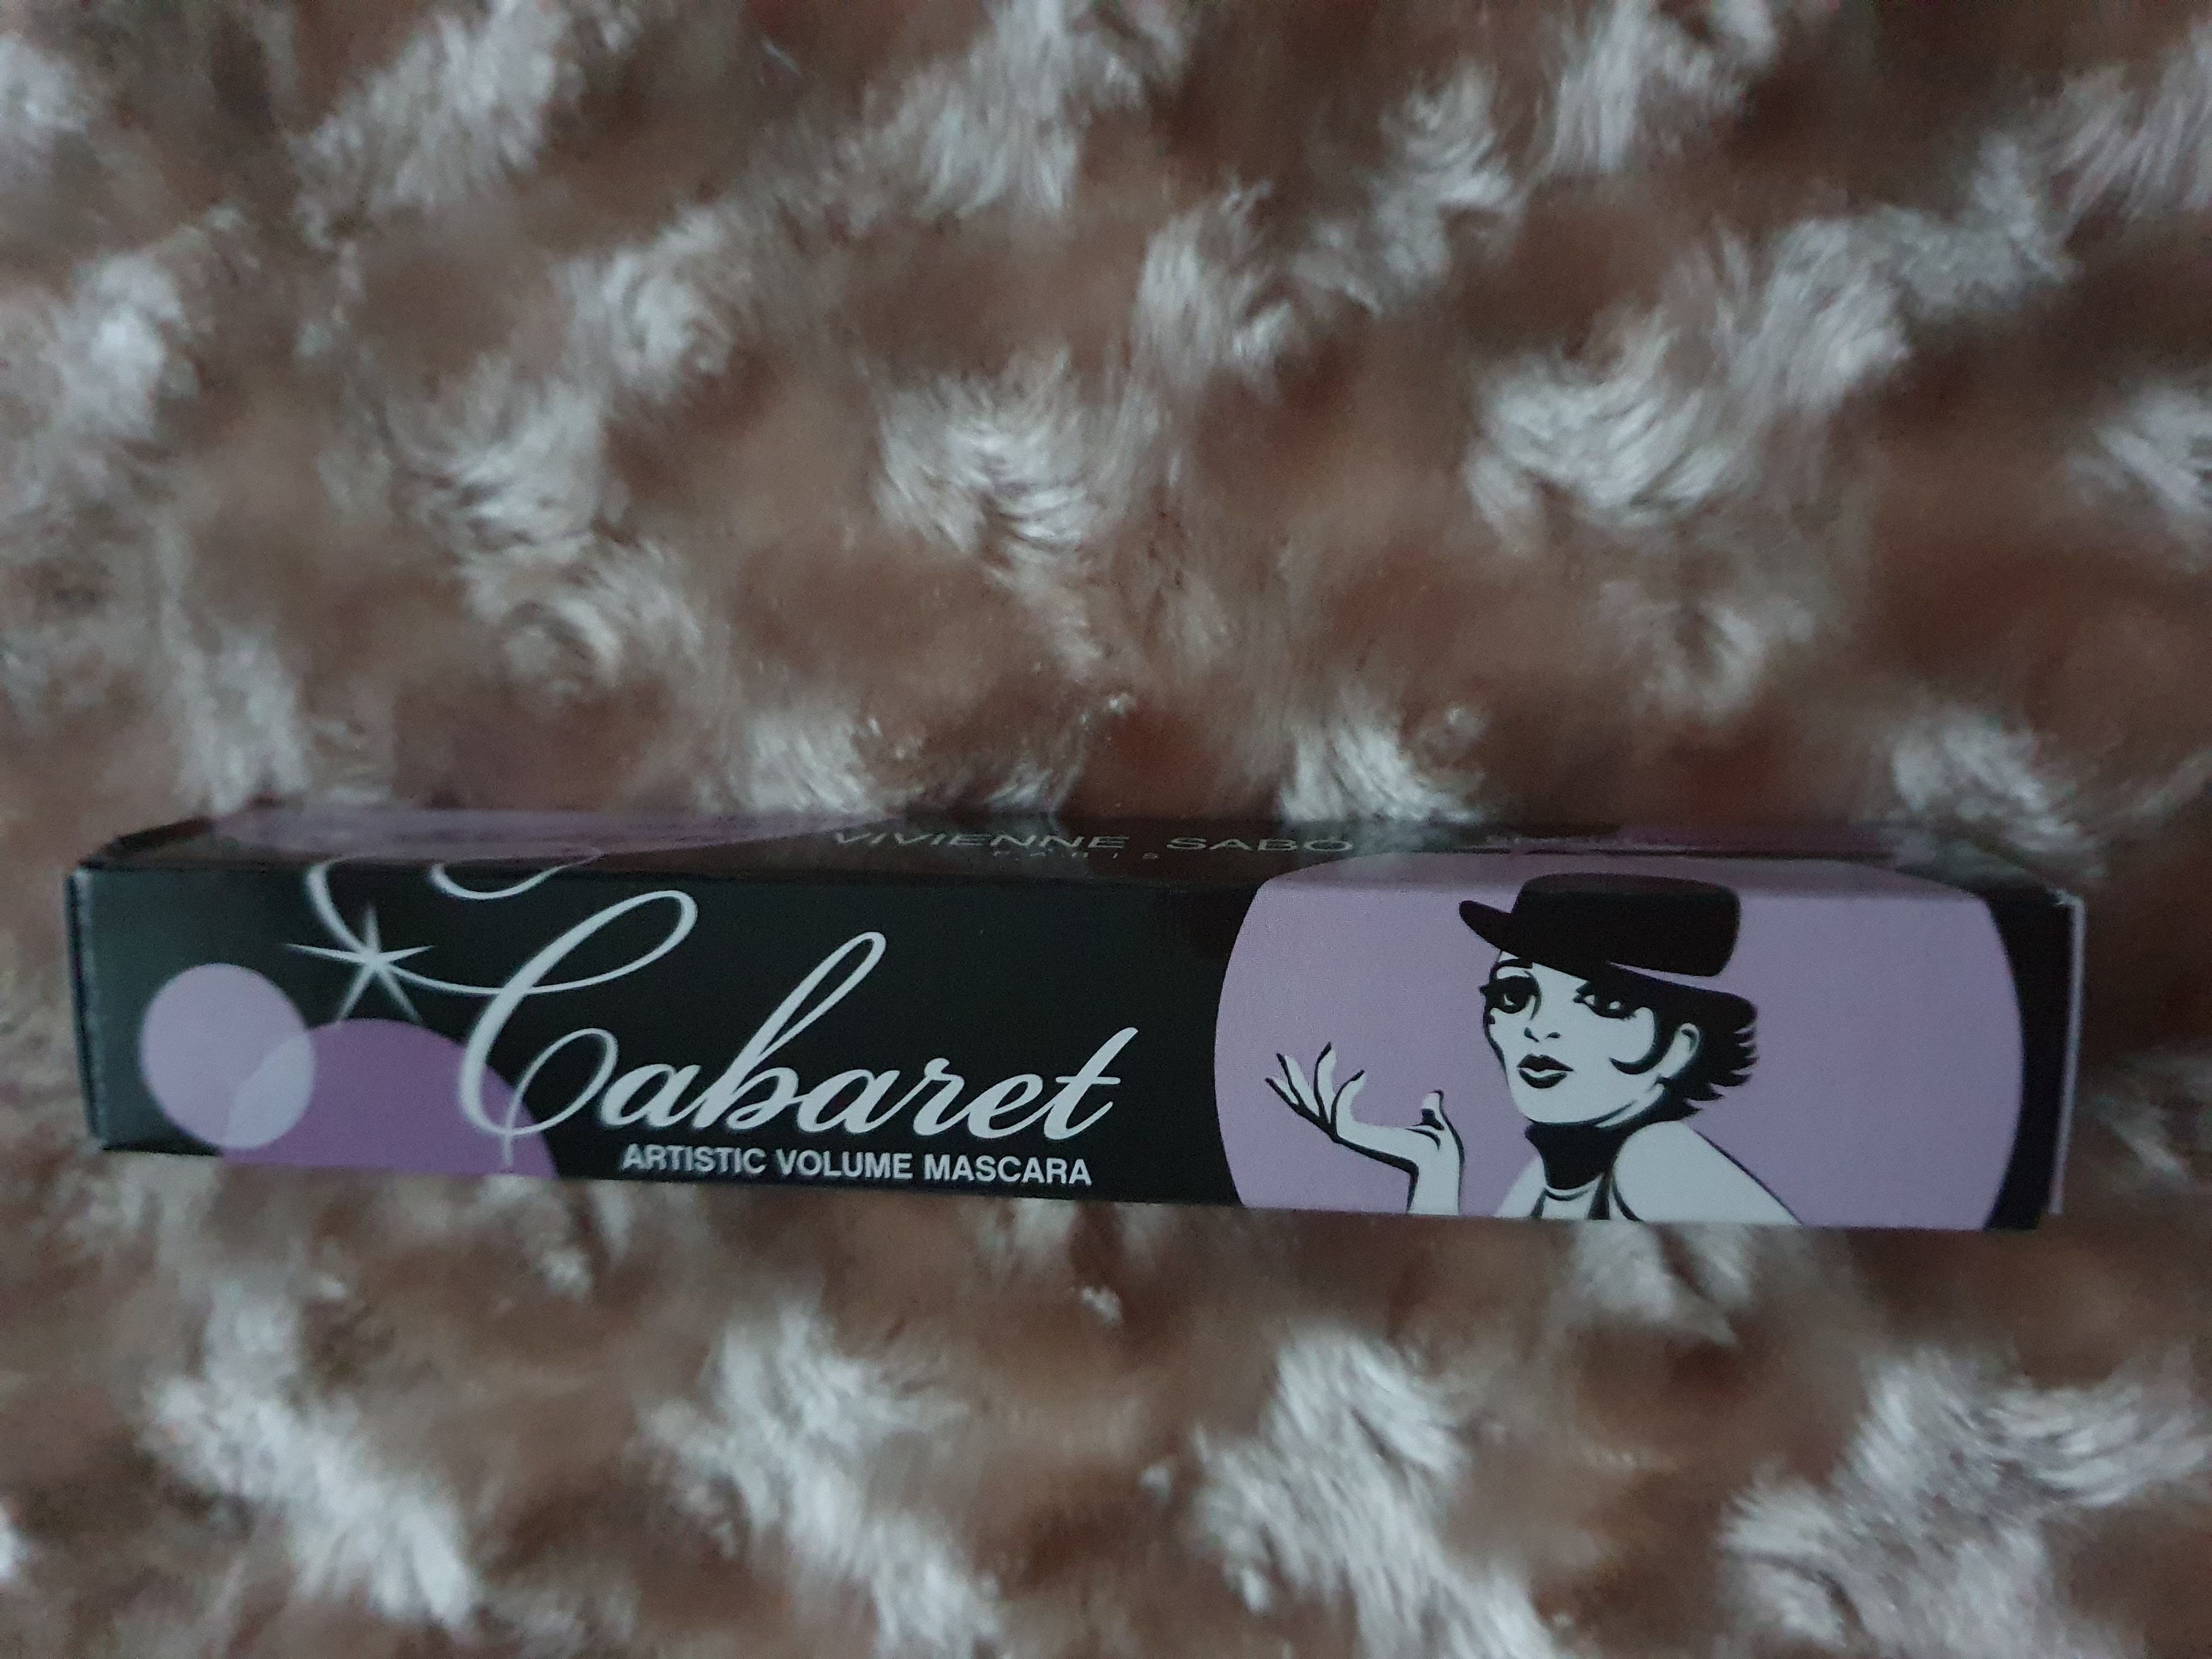 VIVIENNE SABO
PARIS
Cabaret
ARTISTIC VOLUME MASCARA